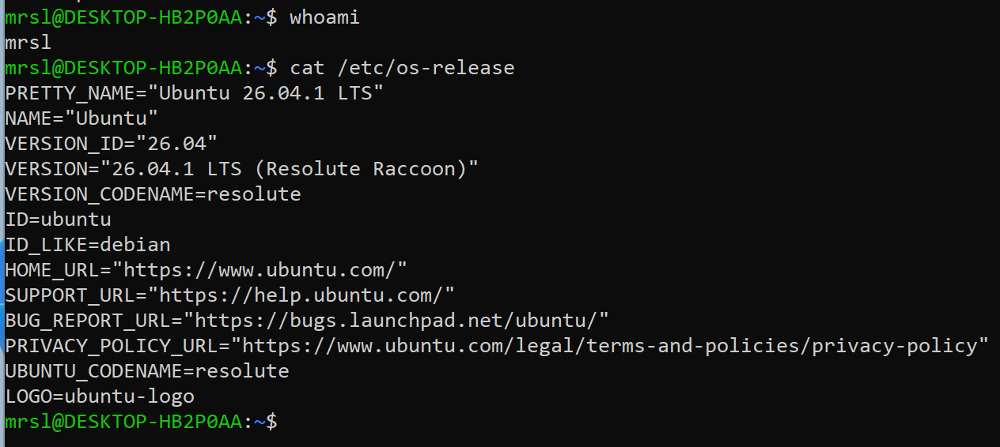 mrsl@DESKTOP-HB2P0AA:~$ whoami
mrsl
mrsl@DESKTOP-HB2P0AA:~$ cat /etc/os-release
PRETTY_NAME="Ubuntu 26.04.1 LTS"
NAME="Ubuntu"
VERSION_ID="26.04"
VERSION="26.04.1 LTS (Resolute Raccoon)"
VERSION_CODENAME=resolute
ID=ubuntu
ID_LIKE=debian
HOME_URL="https://www.ubuntu.com/"
SUPPORT_URL="https://help.ubuntu.com/"
BUG_REPORT_URL="https://bugs.launchpad.net/ubuntu/"
PRIVACY_POLICY_URL="https://www.ubuntu.com/legal/terms-and-policies/privacy-policy"
UBUNTU_CODENAME=resolute
LOGO=ubuntu-logo
mrsl@DESKTOP-HB2P0AA:~$